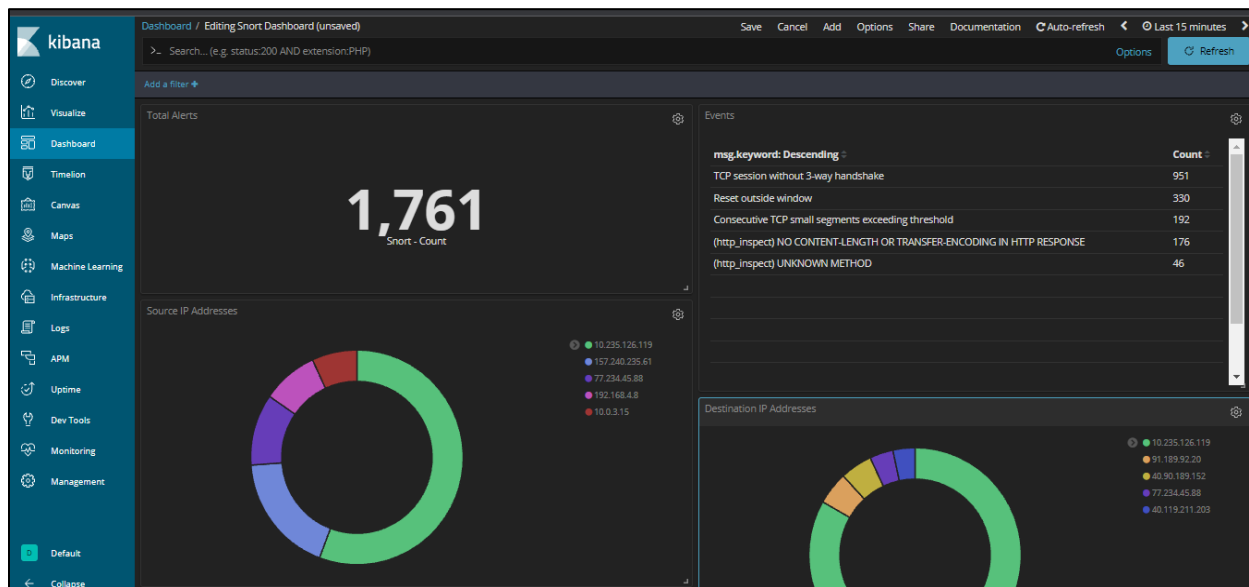 kibana
Discover
Visualize
Dashboard
Timelion
Canvas
Maps
Machine Learning
Infrastructure
Logs
APM
Uptime
Dev Tools
Monitoring
Management
D Default
Collapse
Dashboard / Editing Snort Dashboard (unsaved)
Save Cancel Add Options Share Documentation Auto-refresh Last 15 minutes
>_ Search... (e.g. status:200 AND extension:PHP)
Options Refresh
Add a filter +
Total Alerts
1,761
Snort - Count
Events
msg.keyword: Descending Count
TCP session without 3-way handshake 951
Reset outside window 330
Consecutive TCP small segments exceeding threshold 192
(http_inspect) NO CONTENT-LENGTH OR TRANSFER-ENCODING IN HTTP RESPONSE 176
(http_inspect) UNKNOWN METHOD 46
Source IP Addresses
10.235.126.119
157.240.235.61
77.234.45.88
192.168.4.8
10.0.3.15
Destination IP Addresses
10.235.126.119
91.189.92.20
40.90.189.152
77.234.45.88
40.119.211.203